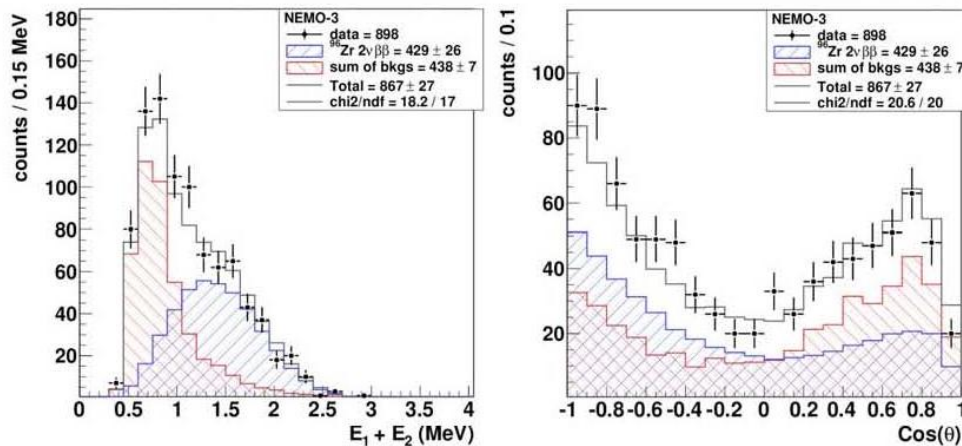 counts / 0.15 MeV
180
160
140
120
100
80
60
40
20
0
0.5
1
1.5
2
2.5
3
3.5
4
E₁ + E₂ (MeV)
NEMO-3
data = 898
⁹⁶Zr 2νββ = 429 ± 26
sum of bkgs = 438 ± 7
Total = 867 ± 27
chi2/ndf = 18.2 / 17
counts / 0.1
100
80
60
40
20
-1
-0.8
-0.6
-0.4
-0.2
0
0.2
0.4
0.6
0.8
1
Cos(θ)
NEMO-3
data = 898
⁹⁶Zr 2νββ = 429 ± 26
sum of bkgs = 438 ± 7
Total = 867 ± 27
chi2/ndf = 20.6 / 20